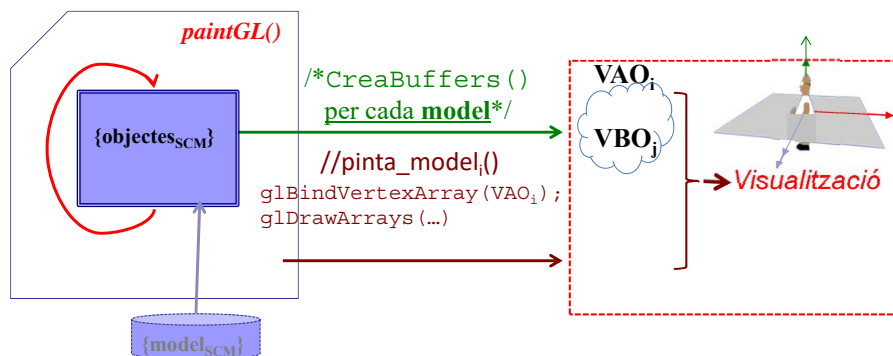 paintGL()
{objectesSCM}
{modelSCM}
/*CreaBuffers()
per cada model*/
//pinta_modeli()
glBindVertexArray(VAOi);
glDrawArrays(…)
VAOi
VBOj
Visualització